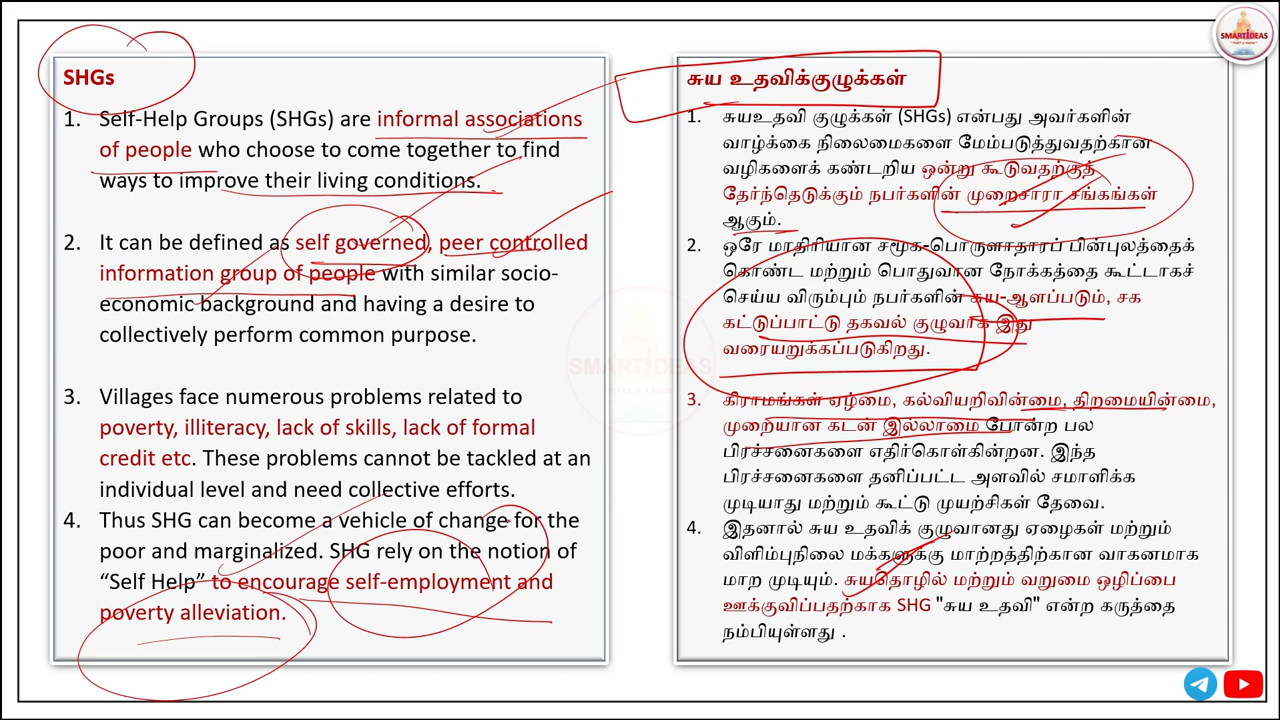 SHGs
1. Self-Help Groups (SHGs) are informal associations
of people who choose to come together to find
ways to improve their living conditions.
2. It can be defined as self governed, peer controlled
information group of people with similar socio-
economic background and having a desire to
collectively perform common purpose.
3. Villages face numerous problems related to
poverty, illiteracy, lack of skills, lack of formal
credit etc. These problems cannot be tackled at an
individual level and need collective efforts.
4. Thus SHG can become a vehicle of change for the
poor and marginalized. SHG rely on the notion of
“Self Help” to encourage self-employment and
poverty alleviation.
சுய உதவிக்குழுக்கள்
1. சுயஉதவி குழுக்கள் (SHGs) என்பது அவர்களின்
வாழ்க்கை நிலைமைகளை மேம்படுத்துவதற்கான
வழிகளைக் கண்டறிய ஒன்று கூடுவதற்குத்
தேர்ந்தெடுக்கும் நபர்களின் முறைசாரா சங்கங்கள்
ஆகும்.
2. ஒரே மாதிரியான சமூக-பொருளாதாரப் பின்புலத்தைக்
கொண்ட மற்றும் பொதுவான நோக்கத்தை கூட்டாகச்
செய்ய விரும்பும் நபர்களின் சுய-ஆளப்படும், சக
கட்டுப்பாட்டு தகவல் குழுவாக இது
வரையறுக்கப்படுகிறது.
3. கிராமங்கள் ஏழ்மை, கல்வியறிவின்மை, திறமையின்மை,
முறையான கடன் இல்லாமை போன்ற பல
பிரச்சனைகளை எதிர்கொள்கின்றன. இந்த
பிரச்சனைகளை தனிப்பட்ட அளவில் சமாளிக்க
முடியாது மற்றும் கூட்டு முயற்சிகள் தேவை.
4. இதனால் சுய உதவிக் குழுவானது ஏழைகள் மற்றும்
விளிம்புநிலை மக்களுக்கு மாற்றத்திற்கான வாகனமாக
மாற முடியும். சுயதொழில் மற்றும் வறுமை ஒழிப்பை
ஊக்குவிப்பதற்காக SHG "சுய உதவி" என்ற கருத்தை
நம்பியுள்ளது .
SMARTIDEAS
SMARTIDEAS